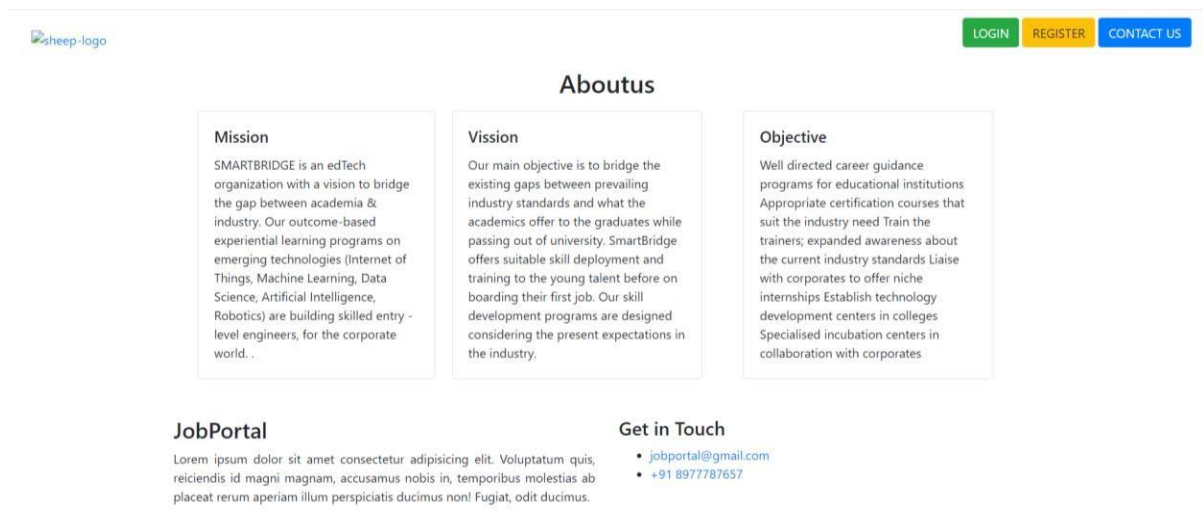 sheep-logo
LOGIN
REGISTER
CONTACT US
Aboutus
Mission
SMARTBRIDGE is an edTech
organization with a vision to bridge
the gap between academia &
industry. Our outcome-based
experiential learning programs on
emerging technologies (Internet of
Things, Machine Learning, Data
Science, Artificial Intelligence,
Robotics) are building skilled entry -
level engineers, for the corporate
world. .
Vission
Our main objective is to bridge the
existing gaps between prevailing
industry standards and what the
academics offer to the graduates while
passing out of university. SmartBridge
offers suitable skill deployment and
training to the young talent before on
boarding their first job. Our skill
development programs are designed
considering the present expectations in
the industry.
Objective
Well directed career guidance
programs for educational institutions
Appropriate certification courses that
suit the industry need Train the
trainers; expanded awareness about
the current industry standards Liaise
with corporates to offer niche
internships Establish technology
development centers in colleges
Specialised incubation centers in
collaboration with corporates
JobPortal
Lorem ipsum dolor sit amet consectetur adipisicing elit. Voluptatum quis,
reiciendis id magni magnam, accusamus nobis in, temporibus molestias ab
placeat rerum aperiam illum perspiciatis ducimus non! Fugiat, odit ducimus.
Get in Touch
jobportal@gmail.com
+91 8977787657